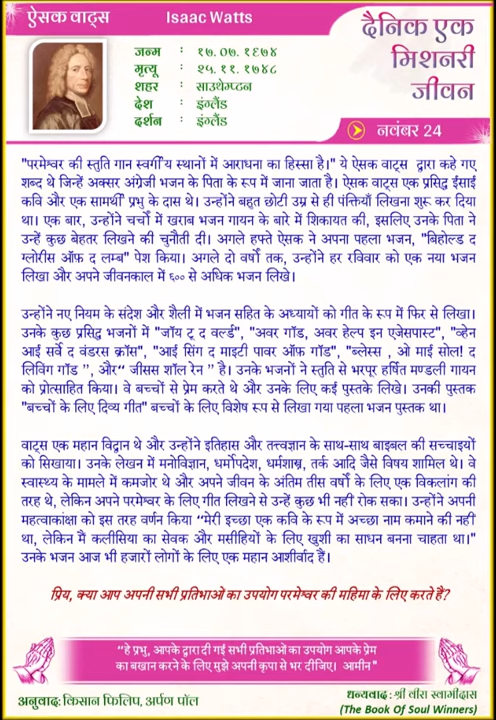 ऐसक वाट्स Isaac Watts
दैनिक एक
मिशनरी
जीवन
जन्म : १७. ०७. १६७४
मृत्यू : २५. ११. १७४८
शहर : साउथेम्प्टन
देश : इंग्लैंड
दर्शन : इंग्लैंड
नवंबर 24
"परमेश्वर की स्तुति गान स्वर्गीय स्थानों में आराधना का हिस्सा है।" ये ऐसक वाट्स द्वारा कहे गए
शब्द थे जिन्हें अक्सर अंग्रेजी भजन के पिता के रूप में जाना जाता है। ऐसक वाट्स एक प्रसिद्ध ईसाई
कवि और एक सामर्थी प्रभु के दास थे। उन्होंने बहुत छोटी उम्र से ही पंक्तियाँ लिखना शुरू कर दिया
था। एक बार, उन्होंने चर्चों में खराब भजन गायन के बारे में शिकायत की, इसलिए उनके पिता ने
उन्हें कुछ बेहतर लिखने की चुनौती दी। अगले हफ्ते ऐसक ने अपना पहला भजन, "बिहोल्ड द
ग्लोरीस ऑफ़ द लम्ब" पेश किया। अगले दो वर्षों तक, उन्होंने हर रविवार को एक नया भजन
लिखा और अपने जीवनकाल में ६०० से अधिक भजन लिखे।
उन्होंने नए नियम के संदेश और शैली में भजन सहित के अध्यायों को गीत के रूप में फिर से लिखा।
उनके कुछ प्रसिद्ध भजनों में "जॉय टू द वर्ल्ड", "अवर गॉड, अवर हेल्प इन एजेसपास्ट", "व्हेन
आई सर्वे द वंडरस क्रॉस", "आई सिंग द माइटी पावर ऑफ़ गॉड", "ब्लेस्स , ओ माई सोल! द
लिविंग गॉड ", और" जीसस शॉल रेन " है। उनके भजनों ने स्तुति से भरपूर हर्षित मण्डली गायन
को प्रोत्साहित किया। वे बच्चों से प्रेम करते थे और उनके लिए कई पुस्तकें लिखे। उनकी पुस्तक
"बच्चों के लिए दिव्य गीत" बच्चों के लिए विशेष रूप से लिखा गया पहला भजन पुस्तक था।
वाट्स एक महान विद्वान थे और उन्होंने इतिहास और तत्त्वज्ञान के साथ-साथ बाइबल की सच्चाइयों
को सिखाया। उनके लेखन में मनोविज्ञान, धर्मोपदेश, धर्मशास्त्र, तर्क आदि जैसे विषय शामिल थे। वे
स्वास्थ्य के मामले में कमजोर थे और अपने जीवन के अंतिम तीस वर्षों के लिए एक विकलांग की
तरह थे, लेकिन अपने परमेश्वर के लिए गीत लिखने से उन्हें कुछ भी नहीं रोक सका। उन्होंने अपनी
महत्वाकांक्षा को इस तरह वर्णन किया "मेरी इच्छा एक कवि के रूप में अच्छा नाम कमाने की नहीं
था, लेकिन मैं कलीसिया का सेवक और मसीहियों के लिए खुशी का साधन बनना चाहता था।"
उनके भजन आज भी हजारों लोगों के लिए एक महान आशीर्वाद हैं।
प्रिय, क्या आप अपनी सभी प्रतिभाओं का उपयोग परमेश्वर की महिमा के लिए करते हैं?
"हे प्रभु, आपके द्वारा दी गई सभी प्रतिभाओं का उपयोग आपके प्रेम
का बखान करने के लिए मुझे अपनी कृपा से भर दीजिए। आमीन"
अनुवाद: किसान फिलिप, अर्पण पॉल
धन्यवाद : श्री वीरा स्वामीदास
(The Book Of Soul Winners)